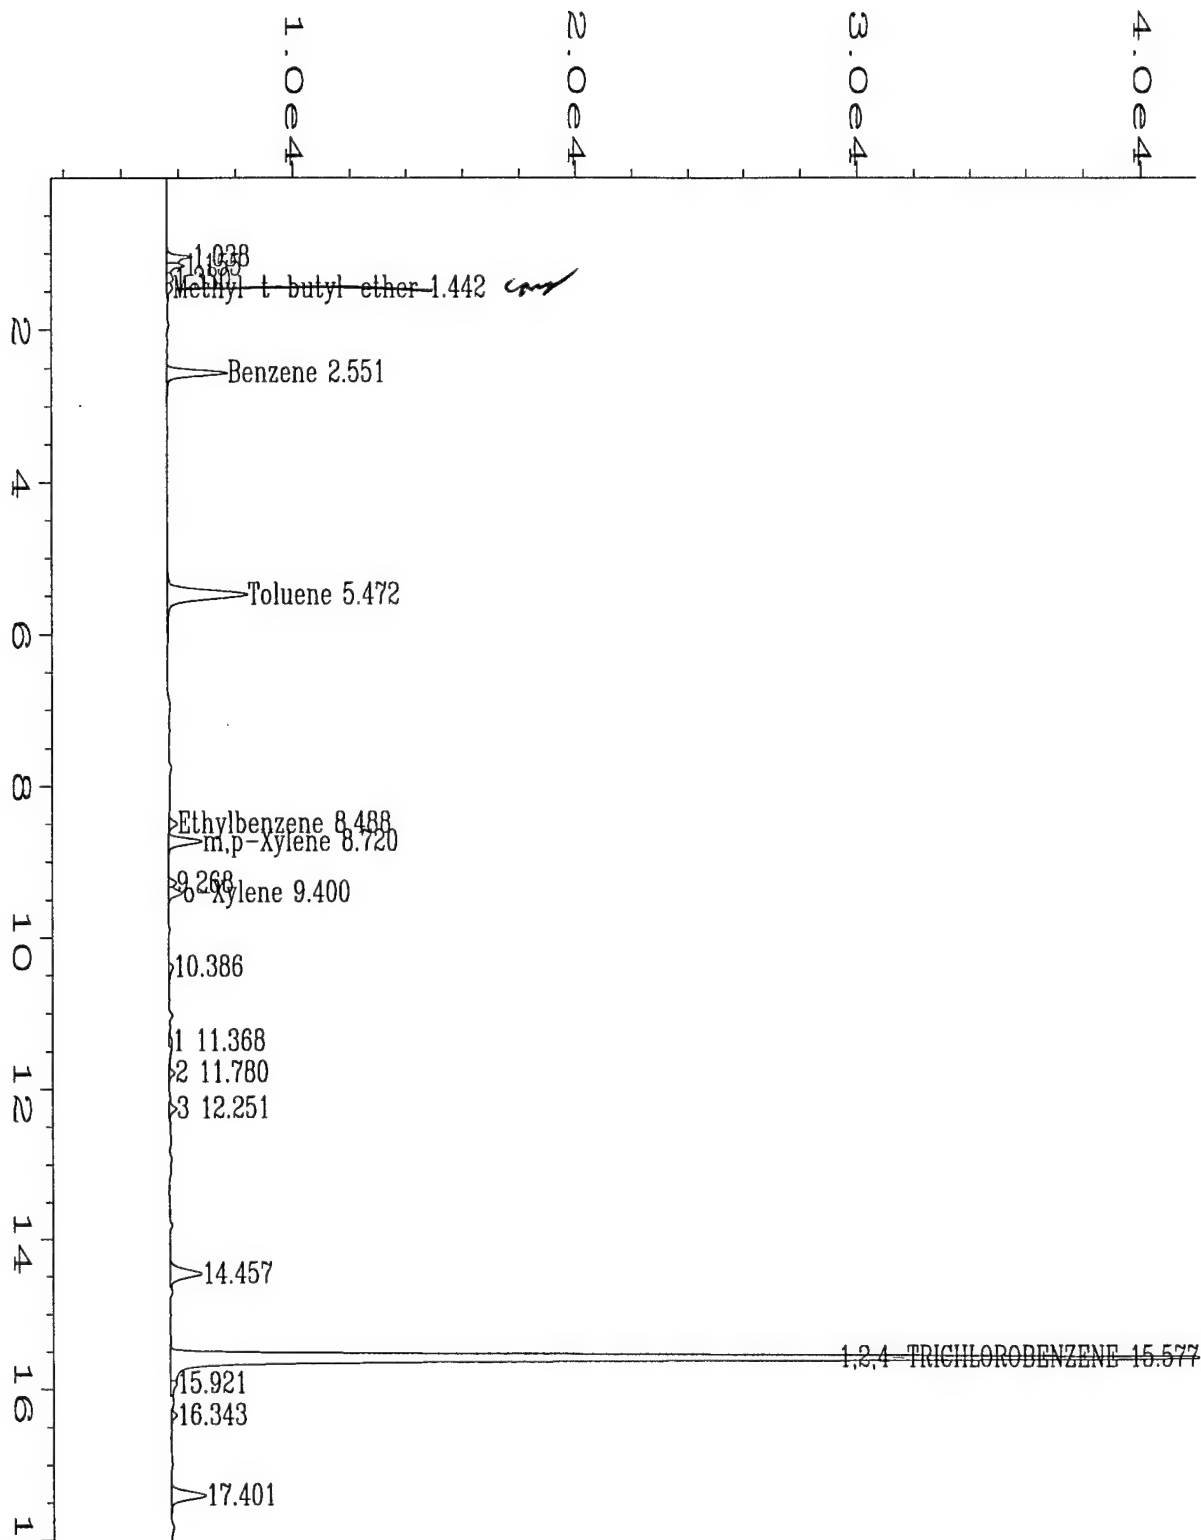 1.0e4
2.0e4
3.0e4
4.0e4
1.038
Methyl t-butyl ether 1.442
2
Benzene 2.551
4
Toluene 5.472
6
8
Ethylbenzene 8.488
m,p-Xylene 8.720
9.268
o-Xylene 9.400
10
10.386
1 11.368
2 11.780
12
3 12.251
14
14.457
1,2,4-TRICHLOROBENZENE 15.577
15.921
16
16.343
17.401